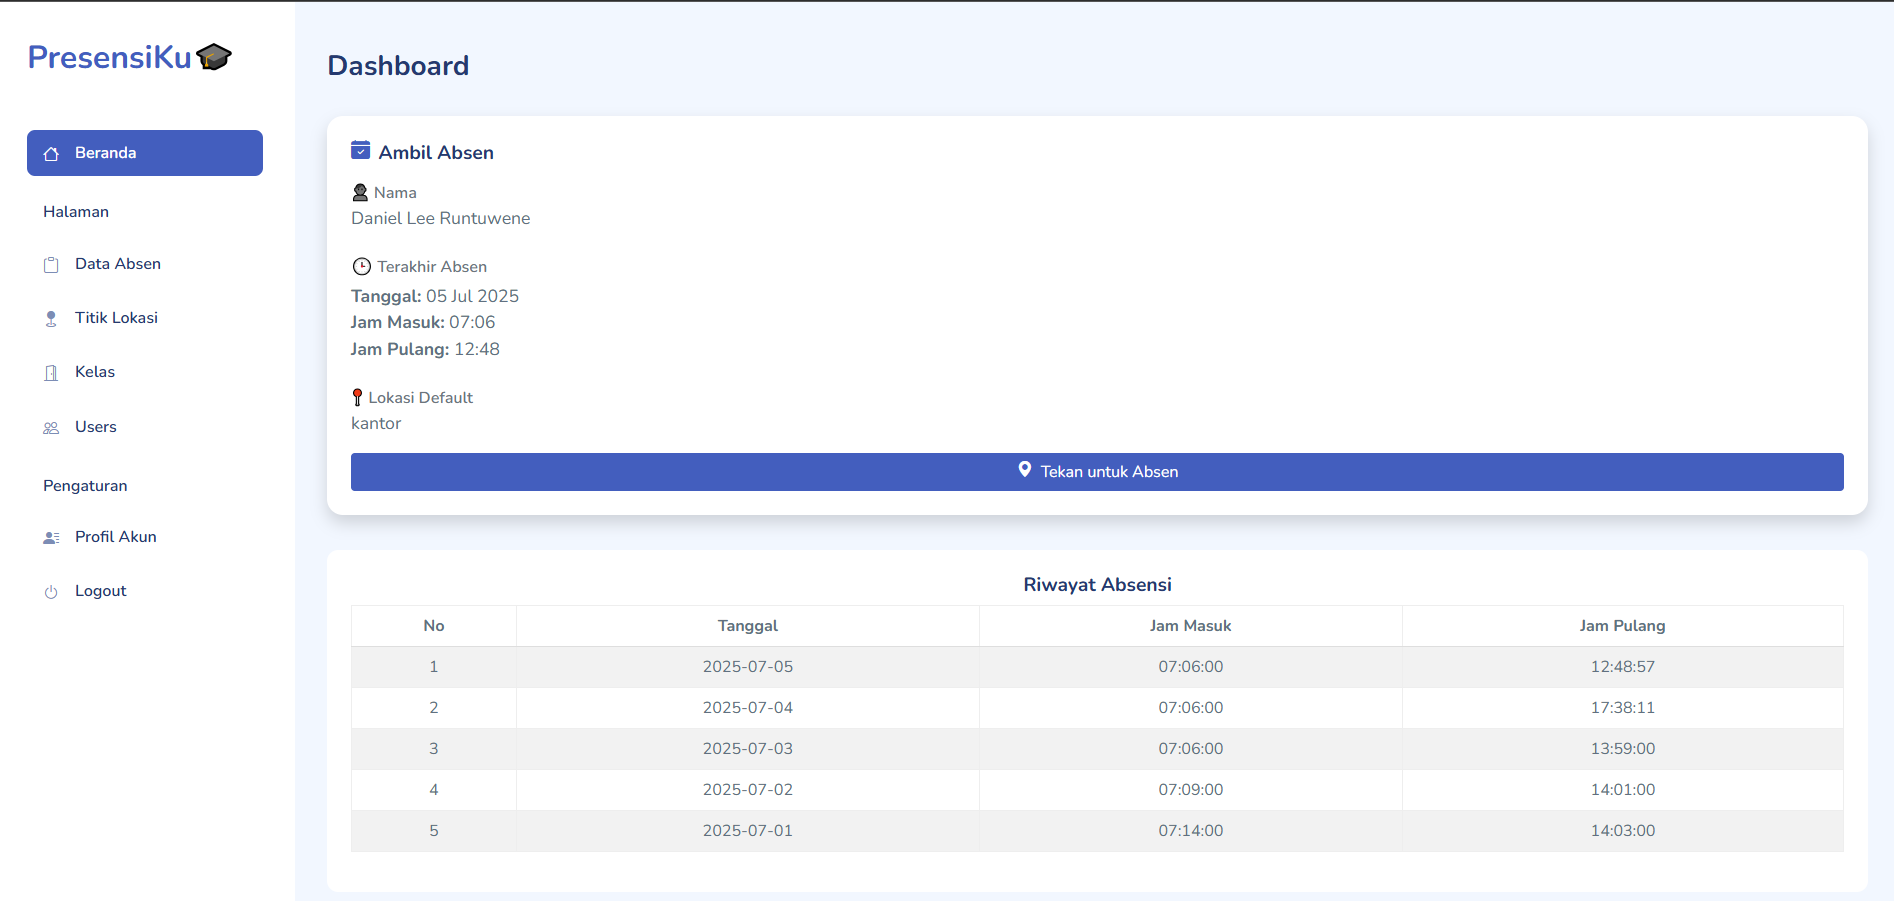 PresensiKu
Beranda
Halaman
Data Absen
Titik Lokasi
Kelas
Users
Pengaturan
Profil Akun
Logout
Dashboard
Ambil Absen
Nama
Daniel Lee Runtuwene
Terakhir Absen
Tanggal: 05 Jul 2025
Jam Masuk: 07:06
Jam Pulang: 12:48
Lokasi Default
kantor
Tekan untuk Absen
Riwayat Absensi
No Tanggal Jam Masuk Jam Pulang
1 2025-07-05 07:06:00 12:48:57
2 2025-07-04 07:06:00 17:38:11
3 2025-07-03 07:06:00 13:59:00
4 2025-07-02 07:09:00 14:01:00
5 2025-07-01 07:14:00 14:03:00